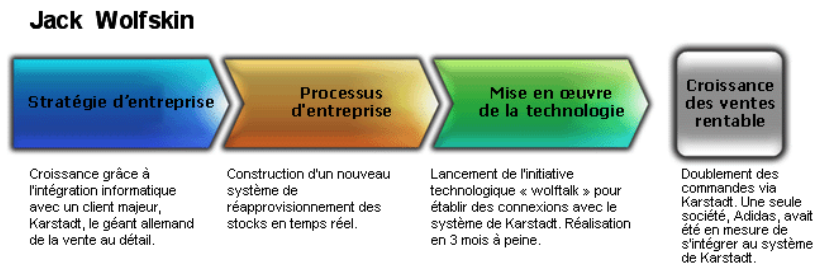 Jack Wolfskin
Stratégie d'entreprise
Processus
d'entreprise
Mise en œuvre
de la technologie
Croissance
des ventes
rentable
Croissance grâce à
l'intégration informatique
avec un client majeur,
Karstadt, le géant allemand
de la vente au détail.
Construction d'un nouveau
système de
réapprovisionnement des
stocks en temps réel.
Lancement de l'initiative
technologique « wolftalk » pour
établir des connexions avec le
système de Karstadt. Réalisation
en 3 mois à peine.
Doublement des
commandes via
Karstadt. Une seule
société, Adidas, avait
été en mesure de
s'intégrer au système
de Karstadt.